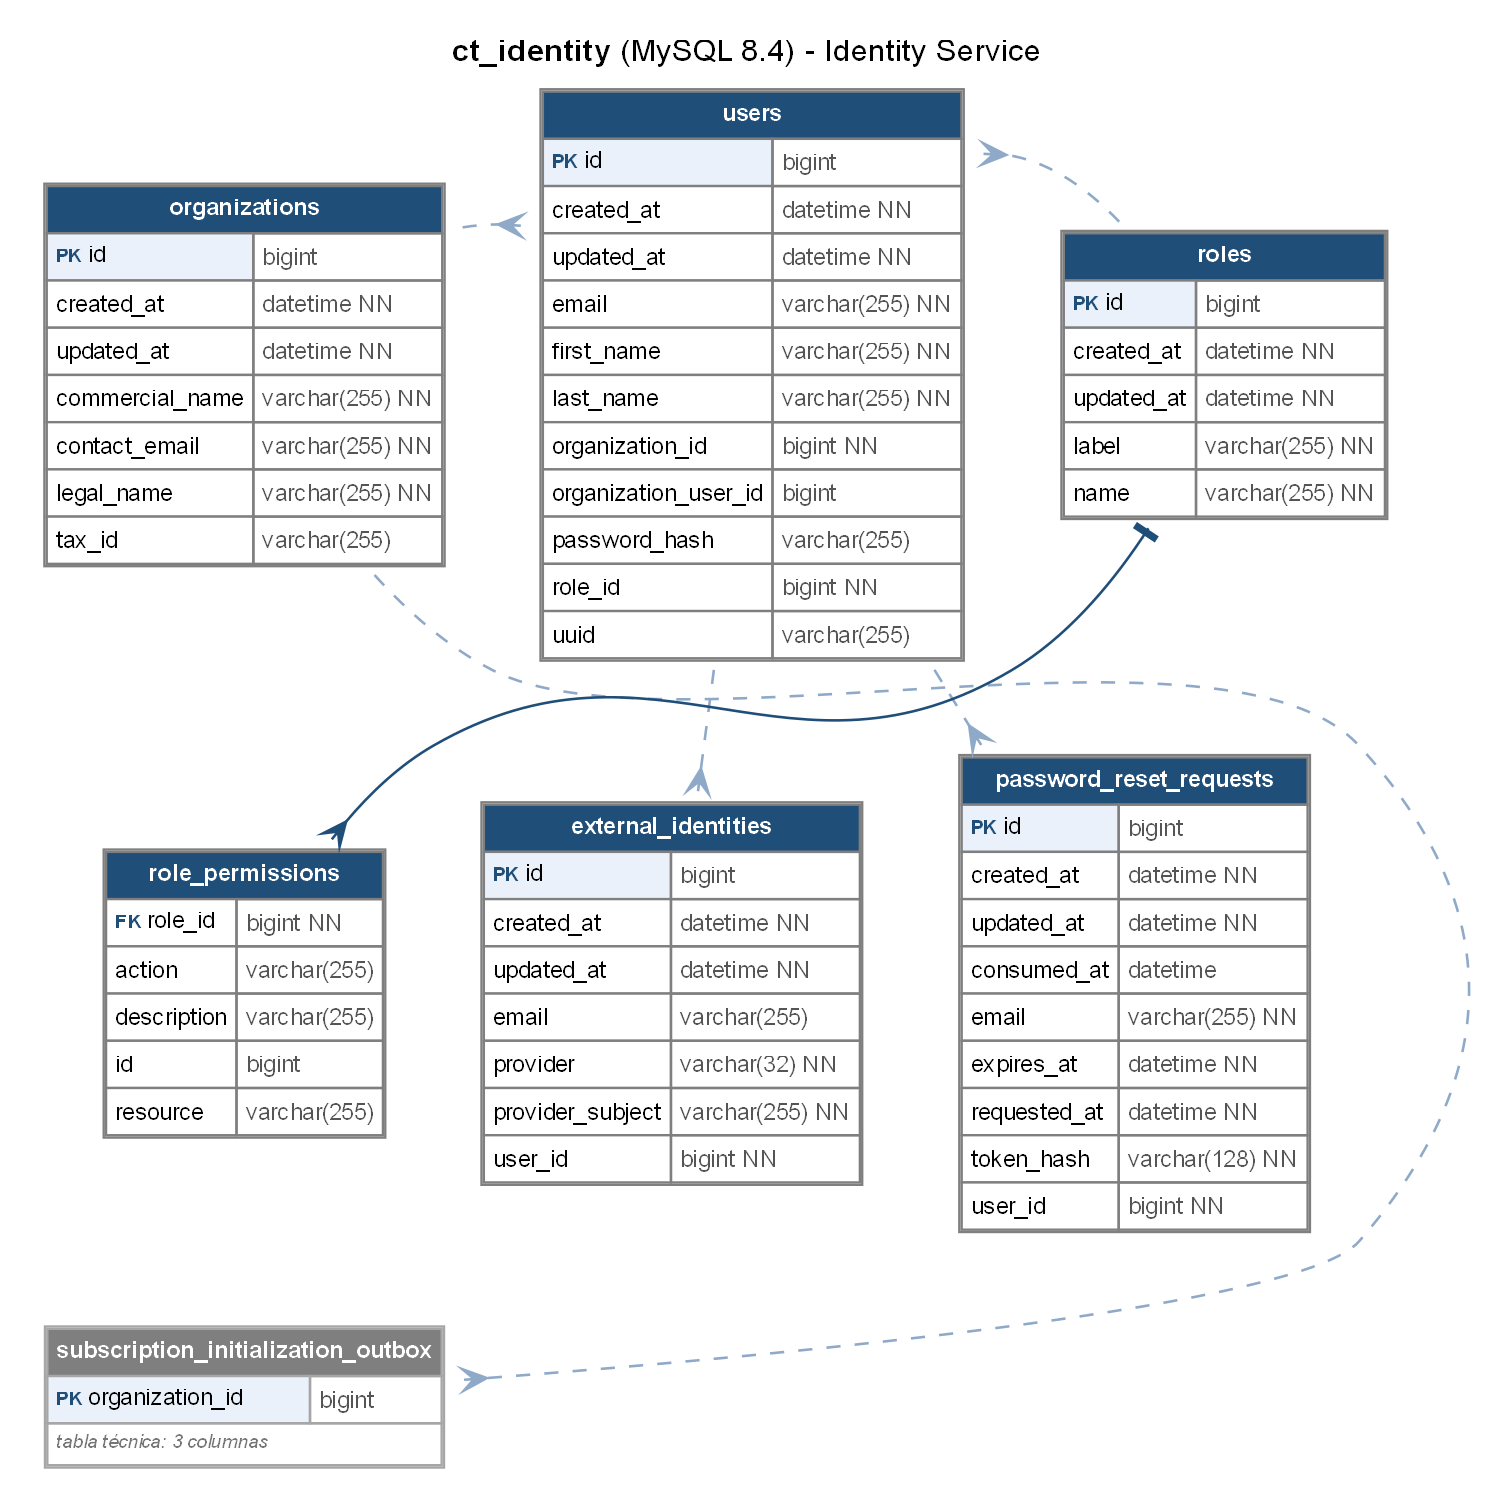 ct_identity (MySQL 8.4) - Identity Service
users
PK id bigint
created_at datetime NN
updated_at datetime NN
email varchar(255) NN
first_name varchar(255) NN
last_name varchar(255) NN
organization_id bigint NN
organization_user_id bigint
password_hash varchar(255)
role_id bigint NN
uuid varchar(255)
organizations
PK id bigint
created_at datetime NN
updated_at datetime NN
commercial_name varchar(255) NN
contact_email varchar(255) NN
legal_name varchar(255) NN
tax_id varchar(255)
roles
PK id bigint
created_at datetime NN
updated_at datetime NN
label varchar(255) NN
name varchar(255) NN
role_permissions
FK role_id bigint NN
action varchar(255)
description varchar(255)
id bigint
resource varchar(255)
external_identities
PK id bigint
created_at datetime NN
updated_at datetime NN
email varchar(255)
provider varchar(32) NN
provider_subject varchar(255) NN
user_id bigint NN
password_reset_requests
PK id bigint
created_at datetime NN
updated_at datetime NN
consumed_at datetime
email varchar(255) NN
expires_at datetime NN
requested_at datetime NN
token_hash varchar(128) NN
user_id bigint NN
subscription_initialization_outbox
PK organization_id bigint
tabla técnica: 3 columnas